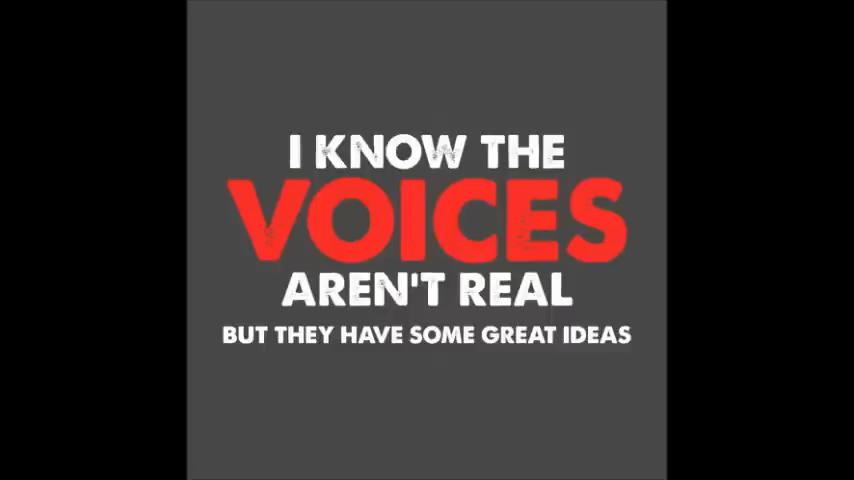 I KNOW THE
VOICES
AREN'T REAL
BUT THEY HAVE SOME GREAT IDEAS